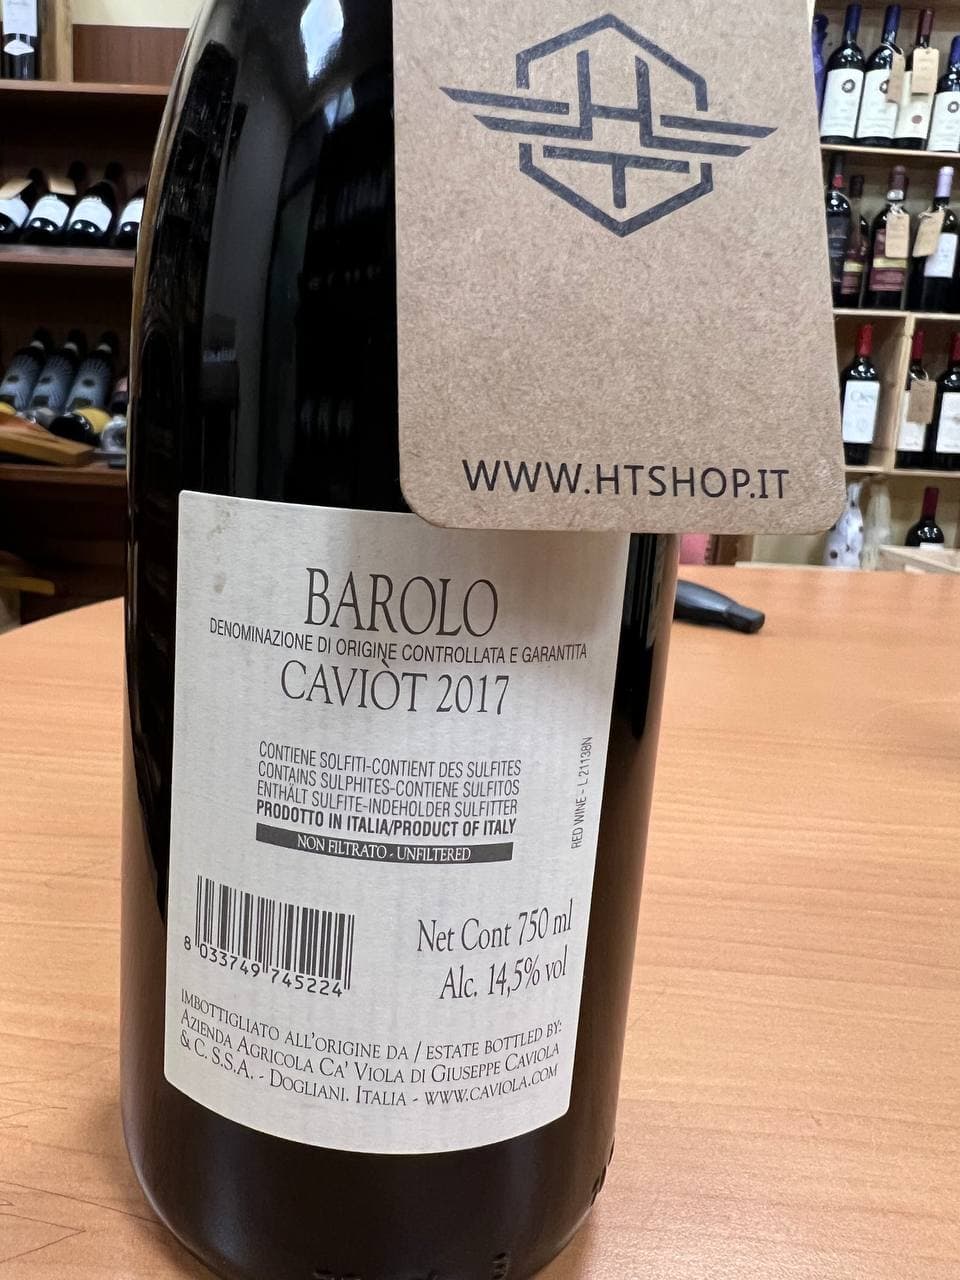 WWW.HTSHOP.IT
BAROLO
DENOMINAZIONE DI ORIGINE CONTROLLATA E GARANTITA
CAVIÒT 2017
CONTIENE SOLFITI-CONTIENT DES SULFITES
CONTAINS SULPHITES-CONTIENE SULFITOS
ENTHÄLT SULFITE-INDEHOLDER SULFITTER
PRODOTTO IN ITALIA/PRODUCT OF ITALY
NON FILTRATO - UNFILTERED
RED WINE - L 21138N
8 033749 745224
Net Cont 750 ml
Alc. 14,5% vol
IMBOTTIGLIATO ALL'ORIGINE DA / ESTATE BOTTLED BY:
AZIENDA AGRICOLA CA' VIOLA DI GIUSEPPE CAVIOLA
& C. S.S.A. - DOGLIANI. ITALIA - WWW.CAVIOLA.COM